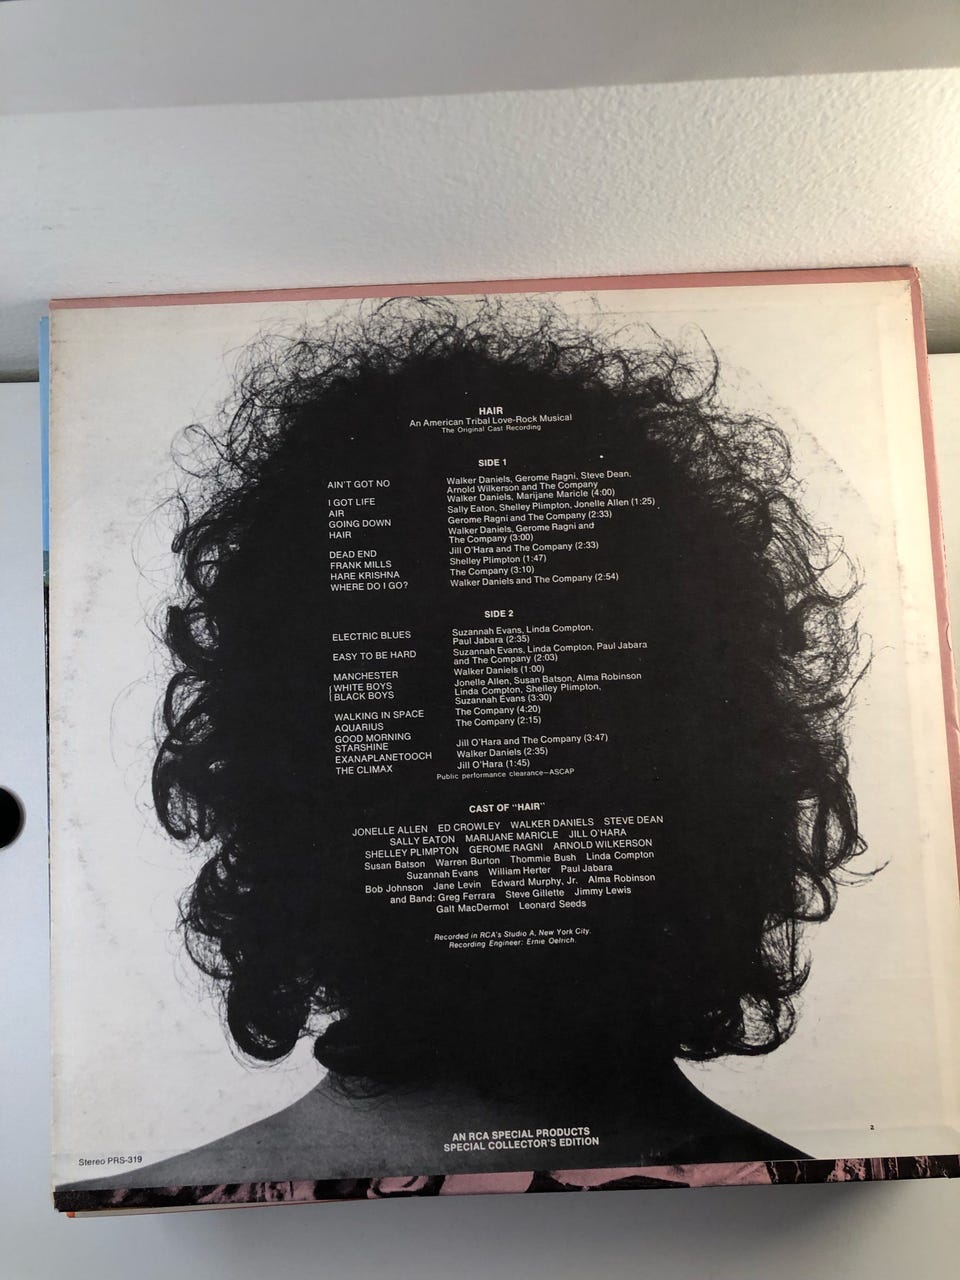 HAIR
An American Tribal Love-Rock Musical
The Original Cast Recording
SIDE 1
AIN'T GOT NO Walker Daniels, Gerome Ragni, Steve Dean,
Arnold Wilkerson and The Company
I GOT LIFE Walker Daniels, Marijane Maricle (4:00)
AIR Sally Eaton, Shelley Plimpton, Jonelle Allen (1:25)
GOING DOWN Gerome Ragni and The Company (2:33)
HAIR Walker Daniels, Gerome Ragni and
The Company (3:00)
DEAD END Jill O'Hara and The Company (2:33)
FRANK MILLS Shelley Plimpton (1:47)
HARE KRISHNA The Company (3:10)
WHERE DO I GO? Walker Daniels and The Company (2:54)
SIDE 2
ELECTRIC BLUES Suzannah Evans, Linda Compton,
Paul Jabara (2:35)
EASY TO BE HARD Suzannah Evans, Linda Compton, Paul Jabara
and The Company (2:03)
MANCHESTER Walker Daniels (1:00)
WHITE BOYS Jonelle Allen, Susan Batson, Alma Robinson
BLACK BOYS Linda Compton, Shelley Plimpton,
Suzannah Evans (3:30)
WALKING IN SPACE The Company (4:20)
AQUARIUS The Company (2:15)
GOOD MORNING
STARSHINE Jill O'Hara and The Company (3:47)
EXANAPLANETOOCH Walker Daniels (2:35)
THE CLIMAX Jill O'Hara (1:45)
Public performance clearance—ASCAP
CAST OF "HAIR"
JONELLE ALLEN ED CROWLEY WALKER DANIELS STEVE DEAN
SALLY EATON MARIJANE MARICLE JILL O'HARA
SHELLEY PLIMPTON GEROME RAGNI ARNOLD WILKERSON
Susan Batson Warren Burton Thommie Bush Linda Compton
Suzannah Evans William Herter Paul Jabara
Bob Johnson Jane Levin Edward Murphy, Jr. Alma Robinson
and Band: Greg Ferrara Steve Gillette Jimmy Lewis
Galt MacDermot Leonard Seeds
Recorded in RCA's Studio A, New York City.
Recording Engineer: Ernie Oelrich.
AN RCA SPECIAL PRODUCTS
SPECIAL COLLECTOR'S EDITION
2
Stereo PRS-319